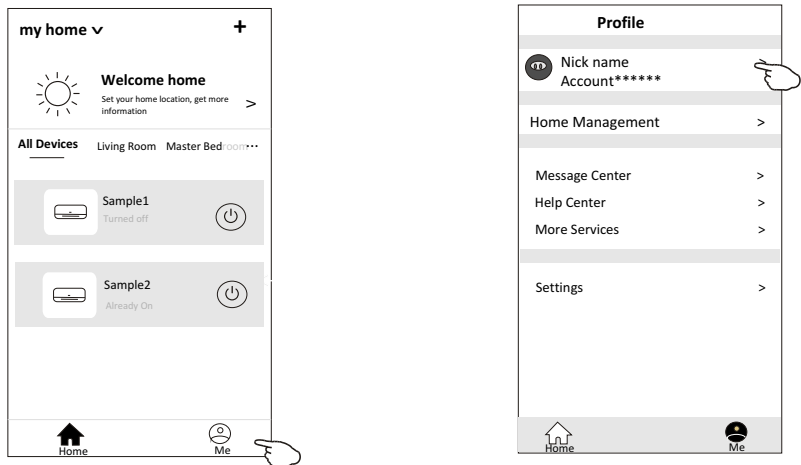 my home v +
Welcome home
Set your home location, get more
information
>
All Devices Living Room Master Bedroom ...
Sample1
Turned off
Sample2
Already On
Home Me
Profile
Nick name
Account******
Home Management >
Message Center >
Help Center >
More Services >
Settings >
Home Me